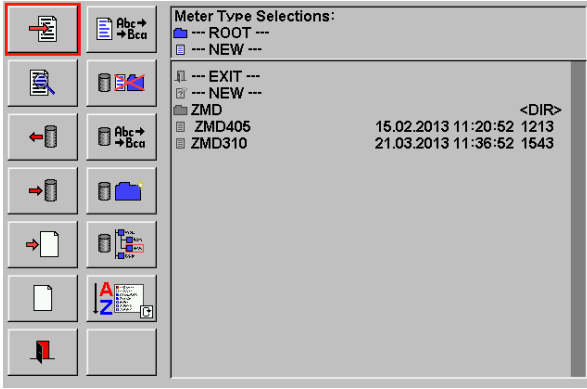 Abc
Bca
Abc
Bca
A
Z
Meter Type Selections:
--- ROOT ---
--- NEW ---
--- EXIT ---
--- NEW ---
ZMD <DIR>
ZMD405 15.02.2013 11:20:52 1213
ZMD310 21.03.2013 11:36:52 1543